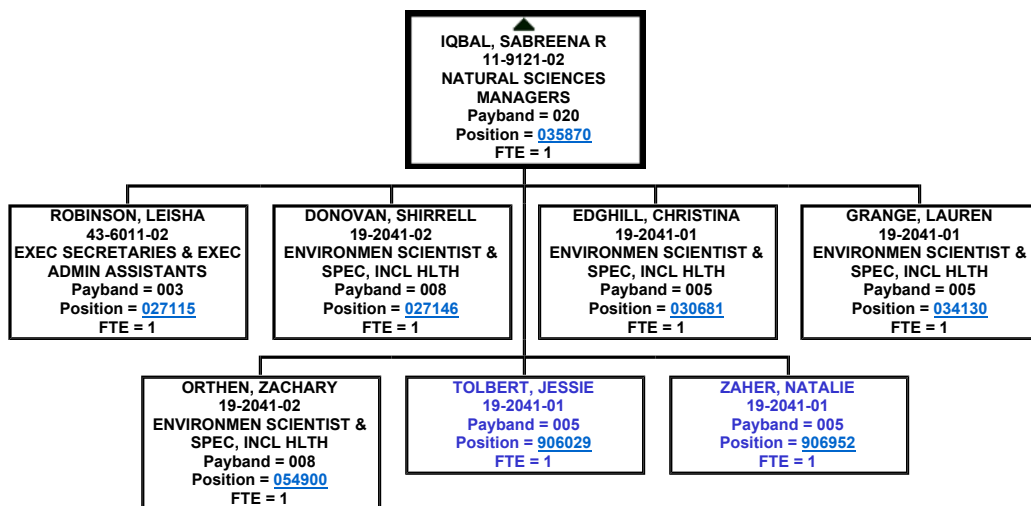 IQBAL, SABREENA R
11-9121-02
NATURAL SCIENCES
MANAGERS
Payband = 020
Position = 035870
FTE = 1
ROBINSON, LEISHA
43-6011-02
EXEC SECRETARIES & EXEC
ADMIN ASSISTANTS
Payband = 003
Position = 027115
FTE = 1
DONOVAN, SHIRRELL
19-2041-02
ENVIRONMEN SCIENTIST &
SPEC, INCL HLTH
Payband = 008
Position = 027146
FTE = 1
EDGHILL, CHRISTINA
19-2041-01
ENVIRONMEN SCIENTIST &
SPEC, INCL HLTH
Payband = 005
Position = 030681
FTE = 1
GRANGE, LAUREN
19-2041-01
ENVIRONMEN SCIENTIST &
SPEC, INCL HLTH
Payband = 005
Position = 034130
FTE = 1
ORTHEN, ZACHARY
19-2041-02
ENVIRONMEN SCIENTIST &
SPEC, INCL HLTH
Payband = 008
Position = 054900
FTE = 1
TOLBERT, JESSIE
19-2041-01
Payband = 005
Position = 906029
FTE = 1
ZAHER, NATALIE
19-2041-01
Payband = 005
Position = 906952
FTE = 1